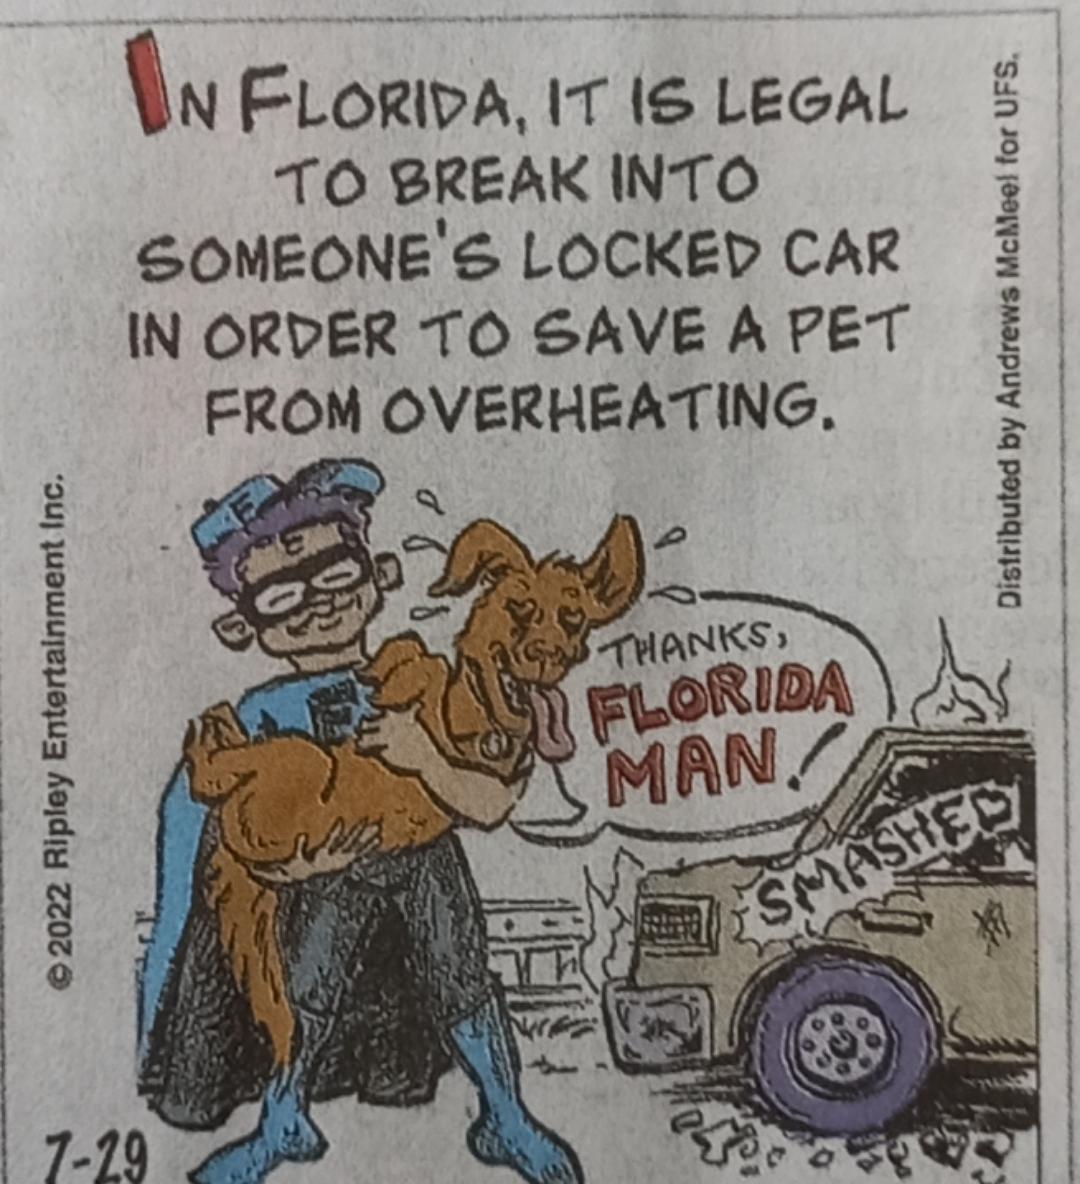 IN FLORIDA, IT IS LEGAL
TO BREAK INTO
SOMEONE'S LOCKED CAR
IN ORDER TO SAVE A PET
FROM OVERHEATING.
Distributed by Andrews McMeel for UFS.
©2022 Ripley Entertainment Inc.
F
THANKS,
FLORIDA
MAN!
SMASHED
7-29